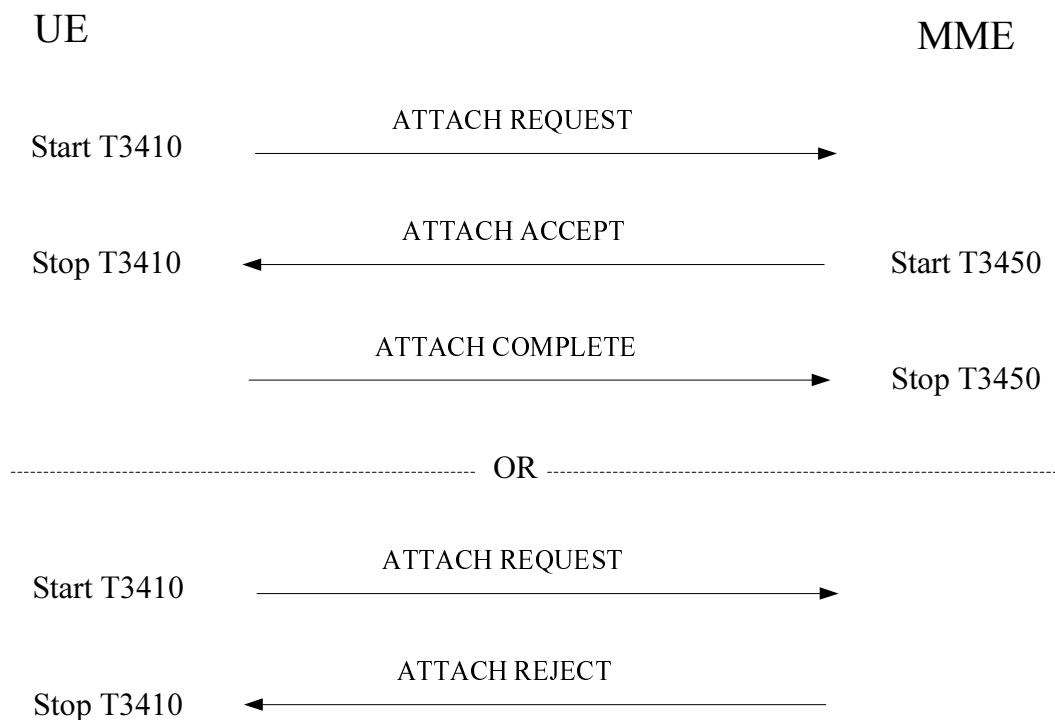 UE
MME
ATTACH REQUEST
Start T3410
ATTACH ACCEPT
Stop T3410
Start T3450
ATTACH COMPLETE
Stop T3450
OR
ATTACH REQUEST
Start T3410
ATTACH REJECT
Stop T3410